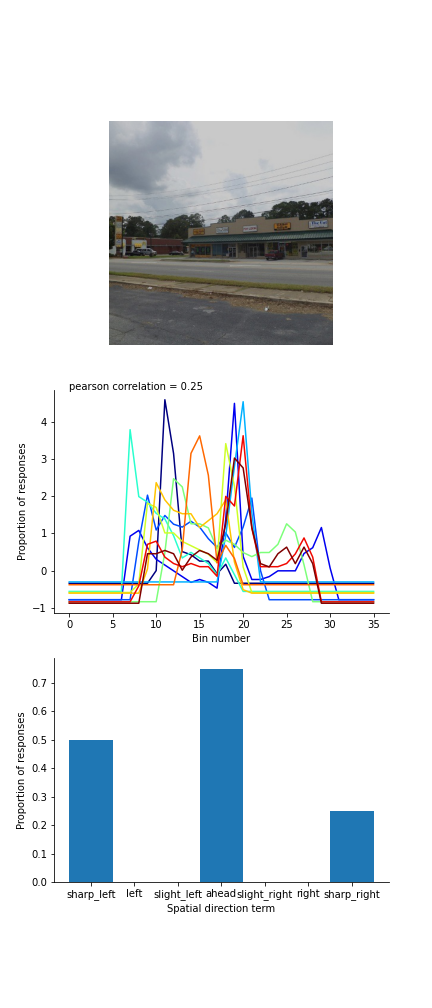 pearson correlation = 0.25
4
3
2
1
0
−1
Proportion of responses
0 5 10 15 20 25 30 35
Bin number
0.7
0.6
0.5
0.4
0.3
0.2
0.1
0.0
Proportion of responses
sharp_left left slight_left ahead slight_right right sharp_right
Spatial direction term